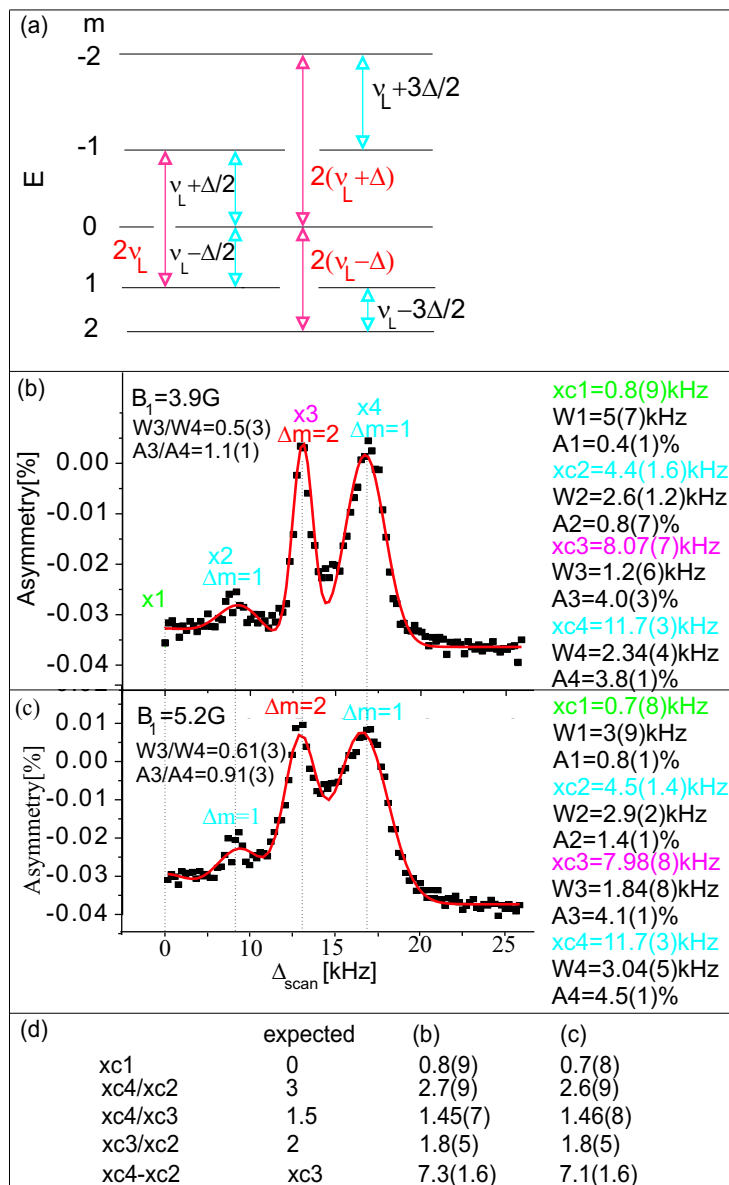 (a)
m
-2
-1
0
1
2
E
ν_L+3Δ/2
ν_L+Δ/2
2(ν_L+Δ)
2ν_L
ν_L−Δ/2
2(ν_L−Δ)
ν_L−3Δ/2
(b)
B₁=3.9G
W3/W4=0.5(3)
A3/A4=1.1(1)
x3
Δm=2
x4
Δm=1
x2
Δm=1
x1
Asymmetry[%]
0.00
-0.01
-0.02
-0.03
-0.04
xc1=0.8(9)kHz
W1=5(7)kHz
A1=0.4(1)%
xc2=4.4(1.6)kHz
W2=2.6(1.2)kHz
A2=0.8(7)%
xc3=8.07(7)kHz
W3=1.2(6)kHz
A3=4.0(3)%
xc4=11.7(3)kHz
W4=2.34(4)kHz
A4=3.8(1)%
(c)
B₁=5.2G
W3/W4=0.61(3)
A3/A4=0.91(3)
Δm=2
Δm=1
Δm=1
Asymmetry[%]
0.01
0.00
-0.01
-0.02
-0.03
-0.04
0
10
15
20
25
Δ_scan [kHz]
xc1=0.7(8)kHz
W1=3(9)kHz
A1=0.8(1)%
xc2=4.5(1.4)kHz
W2=2.9(2)kHz
A2=1.4(1)%
xc3=7.98(8)kHz
W3=1.84(8)kHz
A3=4.1(1)%
xc4=11.7(3)kHz
W4=3.04(5)kHz
A4=4.5(1)%
(d)
expected (b) (c)
xc1 0 0.8(9) 0.7(8)
xc4/xc2 3 2.7(9) 2.6(9)
xc4/xc3 1.5 1.45(7) 1.46(8)
xc3/xc2 2 1.8(5) 1.8(5)
xc4-xc2 xc3 7.3(1.6) 7.1(1.6)